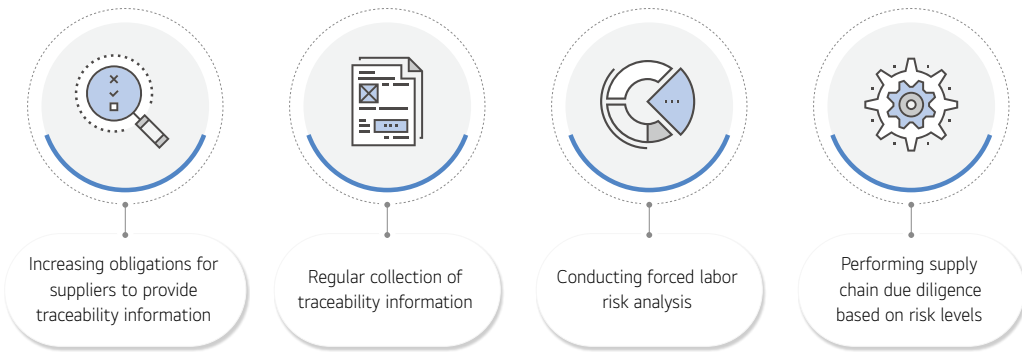 Increasing obligations for
suppliers to provide
traceability information
Regular collection of
traceability information
Conducting forced labor
risk analysis
Performing supply
chain due diligence
based on risk levels